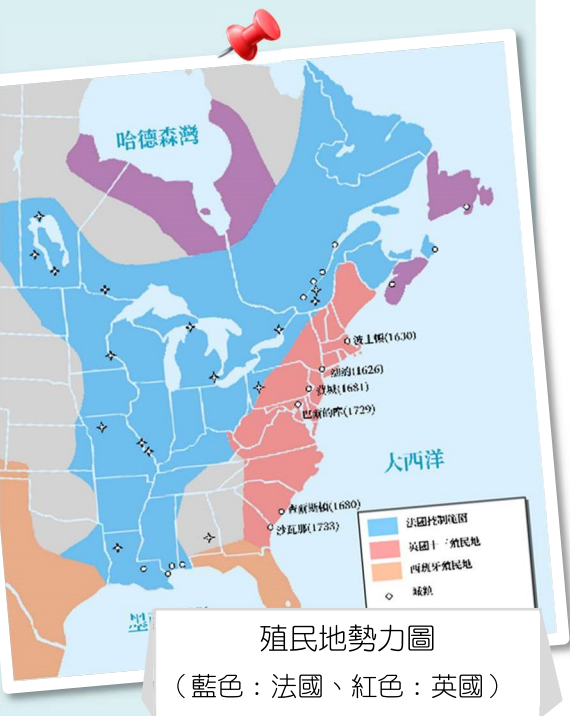 哈德森灣
波士頓(1630)
紐約(1626)
費城(1681)
巴爾的摩(1729)
大西洋
查爾斯頓(1680)
沙瓦那(1733)
法國控制範圍
英國十三殖民地
西班牙殖民地
城鎮
墨
殖民地勢力圖
（藍色：法國、紅色：英國）